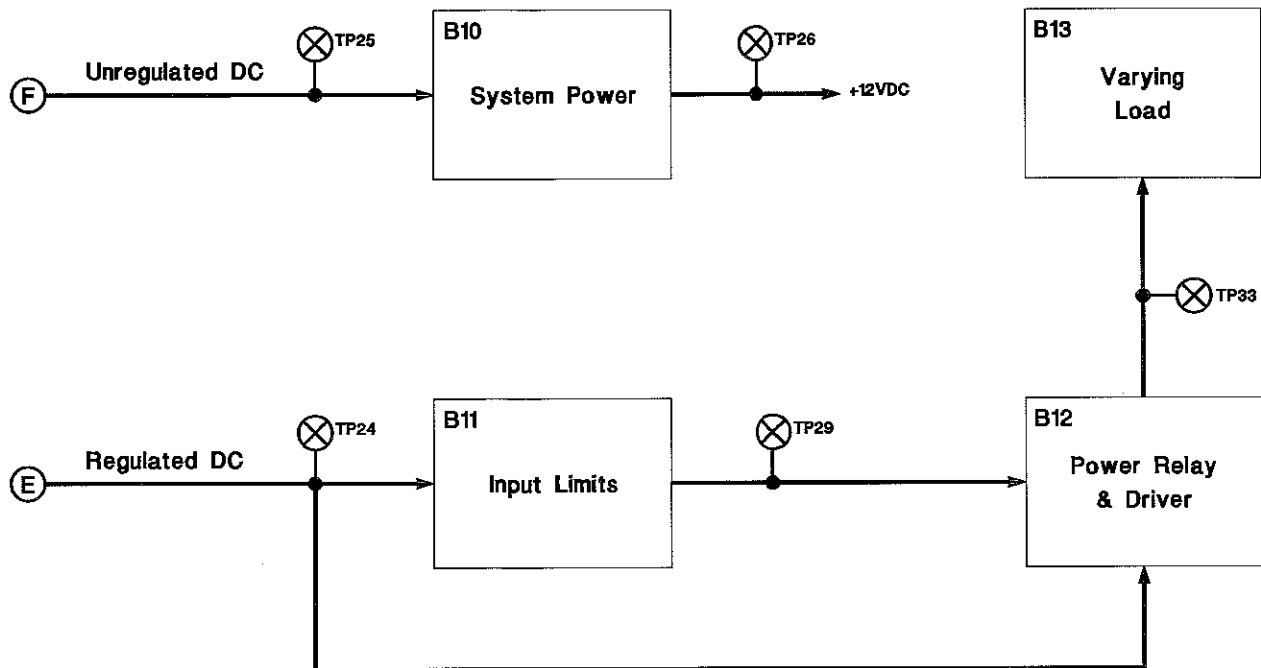 B10
B13
TP25
TP26
Unregulated DC
F
System Power
+12VDC
Varying
Load
TP33
B11
B12
TP24
TP29
Regulated DC
E
Input Limits
Power Relay
& Driver